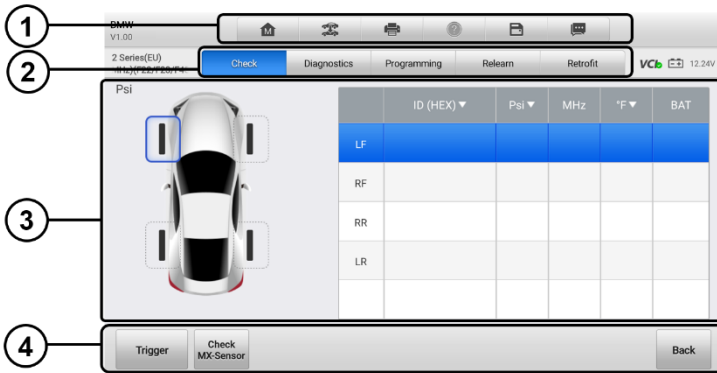 BMW
V1.00
1
2 Series(EU)
2
Check
Diagnostics
Programming
Relearn
Retrofit
VCI
12.24V
Psi
ID (HEX) ▼
Psi ▼
MHz
°F ▼
BAT
LF
RF
RR
LR
3
4
Trigger
Check
MX-Sensor
Back